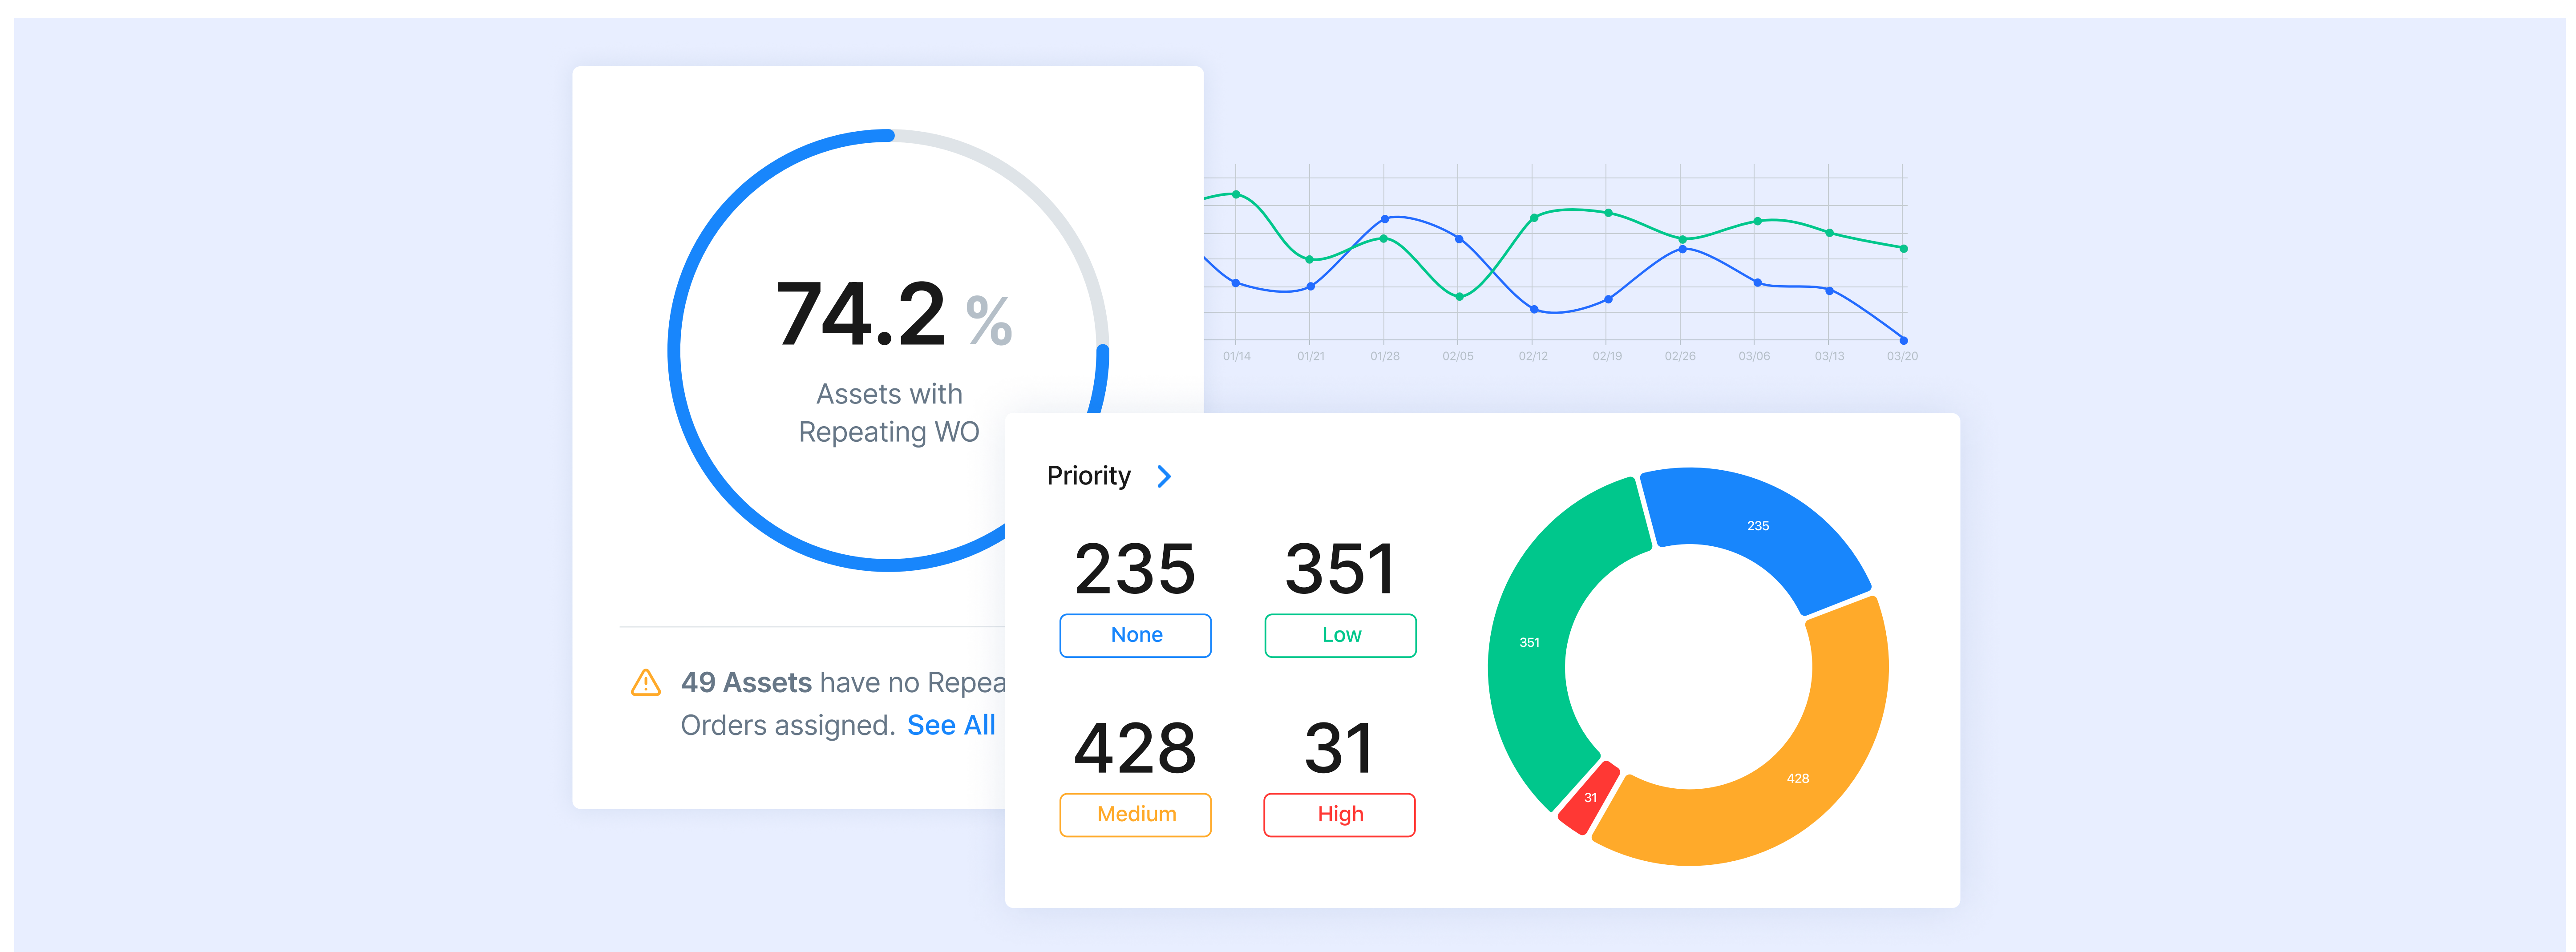 74.2 %
Assets with
Repeating WO
49 Assets have no Repea
Orders assigned. See All
01/14 01/21 01/28 02/05 02/12 02/19 02/26 03/06 03/13 03/20
Priority
235 351
None Low
428 31
Medium High
235
351
428
31